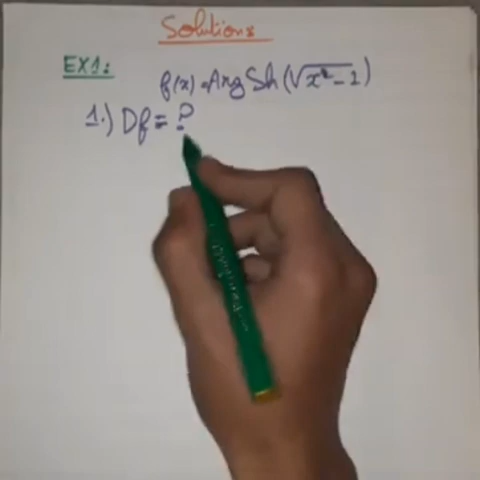 Solutions
EX1:
f(x)=ArgSh(√x²-1)
1.) Df = ?